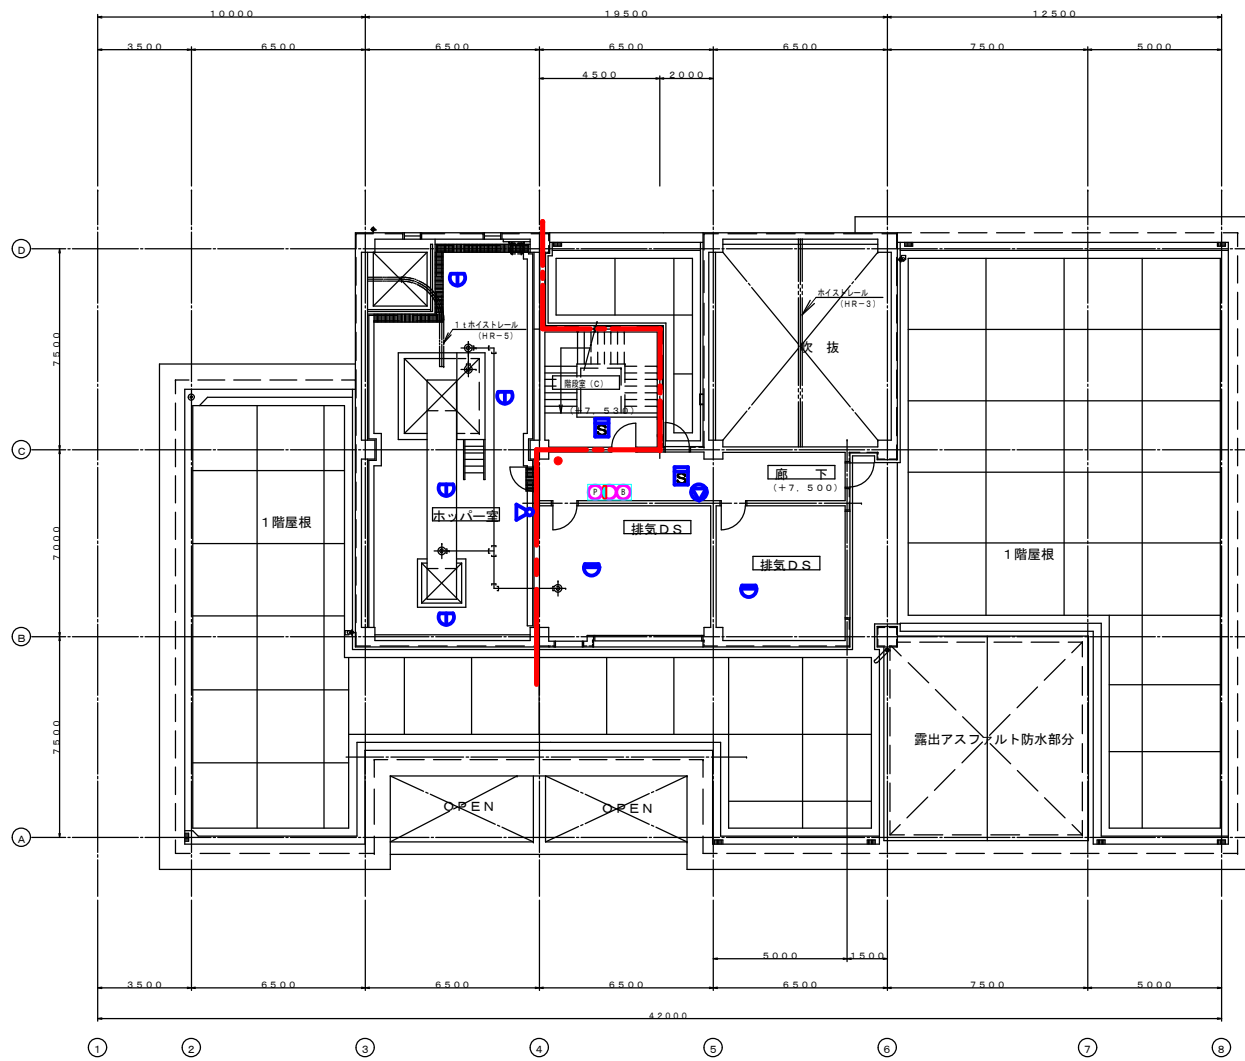 10000 19500 12500
3500 6500 6500 6500 6500 7500 5000
4500 2000
D
ホイストレール
(HR-3)
1tホイストレール
(HR-5)
吹 抜
7500
階段室(C)
(+7,530)
S
C
S
廊 下
(+7,500)
P B
ホッパー室
1階屋根
排気DS
7000
1階屋根
排気DS
B
7500
露出アスファルト防水部分
OPEN OPEN
A
5000 1500
3500 6500 6500 6500 6500 7500 5000
42000
1 2 3 4 5 6 7 8